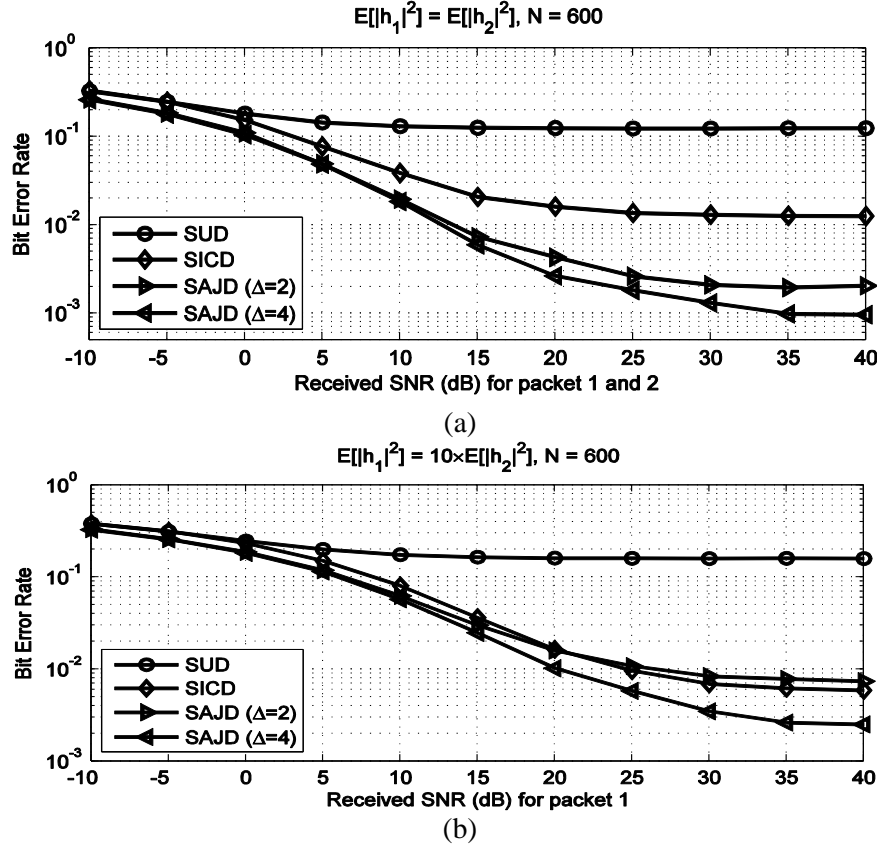 E[|h₁|²] = E[|h₂|²], N = 600
10⁰
10⁻¹
10⁻²
10⁻³
Bit Error Rate
SUD
SICD
SAJD (Δ=2)
SAJD (Δ=4)
-10 -5 0 5 10 15 20 25 30 35 40
Received SNR (dB) for packet 1 and 2
(a)
E[|h₁|²] = 10×E[|h₂|²], N = 600
10⁰
10⁻¹
10⁻²
10⁻³
Bit Error Rate
SUD
SICD
SAJD (Δ=2)
SAJD (Δ=4)
-10 -5 0 5 10 15 20 25 30 35 40
Received SNR (dB) for packet 1
(b)